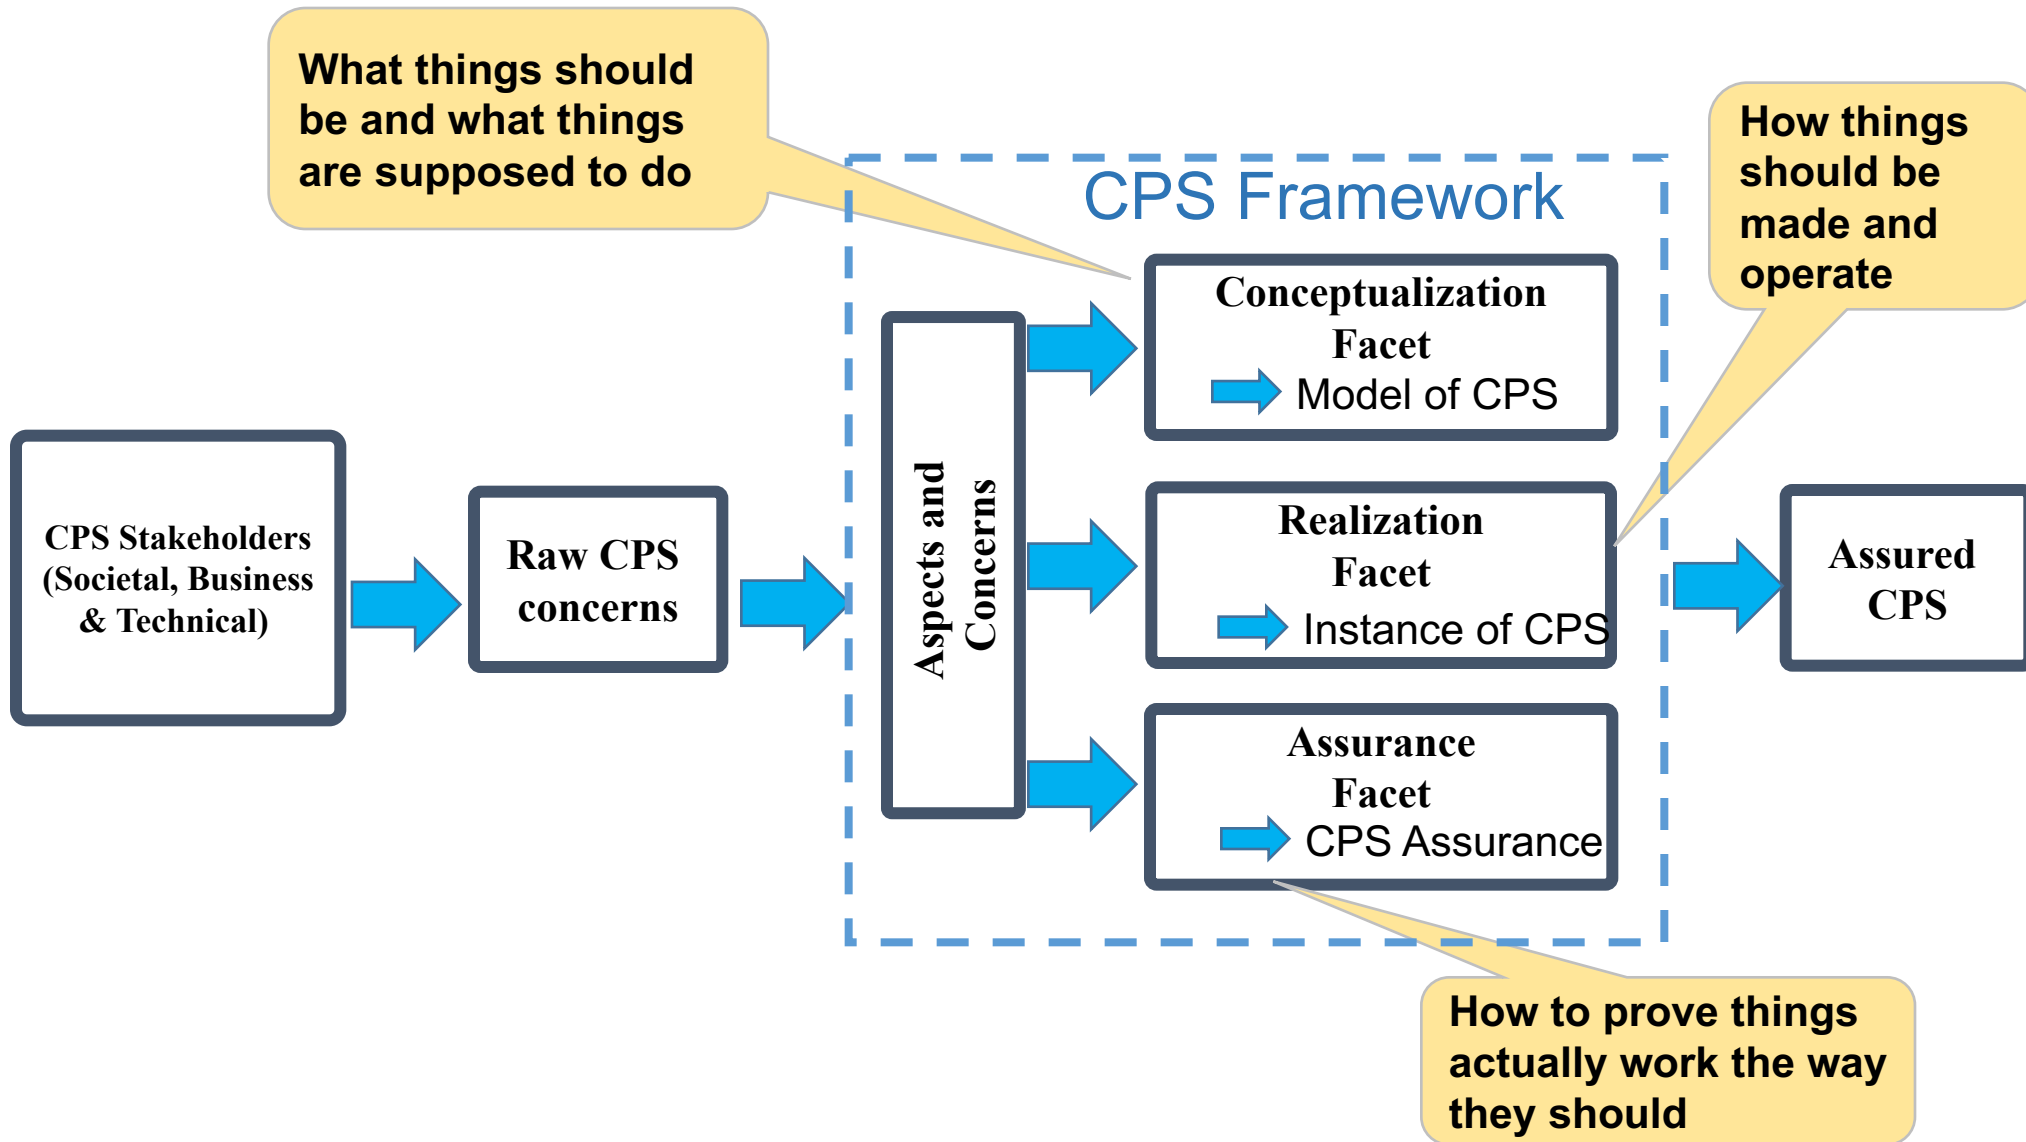 What things should
be and what things
are supposed to do
How things
should be
made and
operate
CPS Framework
Conceptualization
Facet
Model of CPS
CPS Stakeholders
(Societal, Business
& Technical)
Raw CPS
concerns
Aspects and
Concerns
Realization
Facet
Instance of CPS
Assured
CPS
Assurance
Facet
CPS Assurance
How to prove things
actually work the way
they should